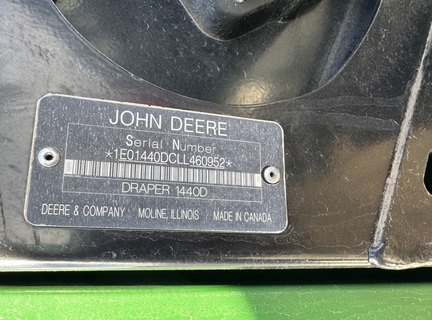 JOHN DEERE
Serial Number
*1E01440DCLL460952*
DRAPER 1440D
DEERE & COMPANY MOLINE, ILLINOIS MADE IN CANADA